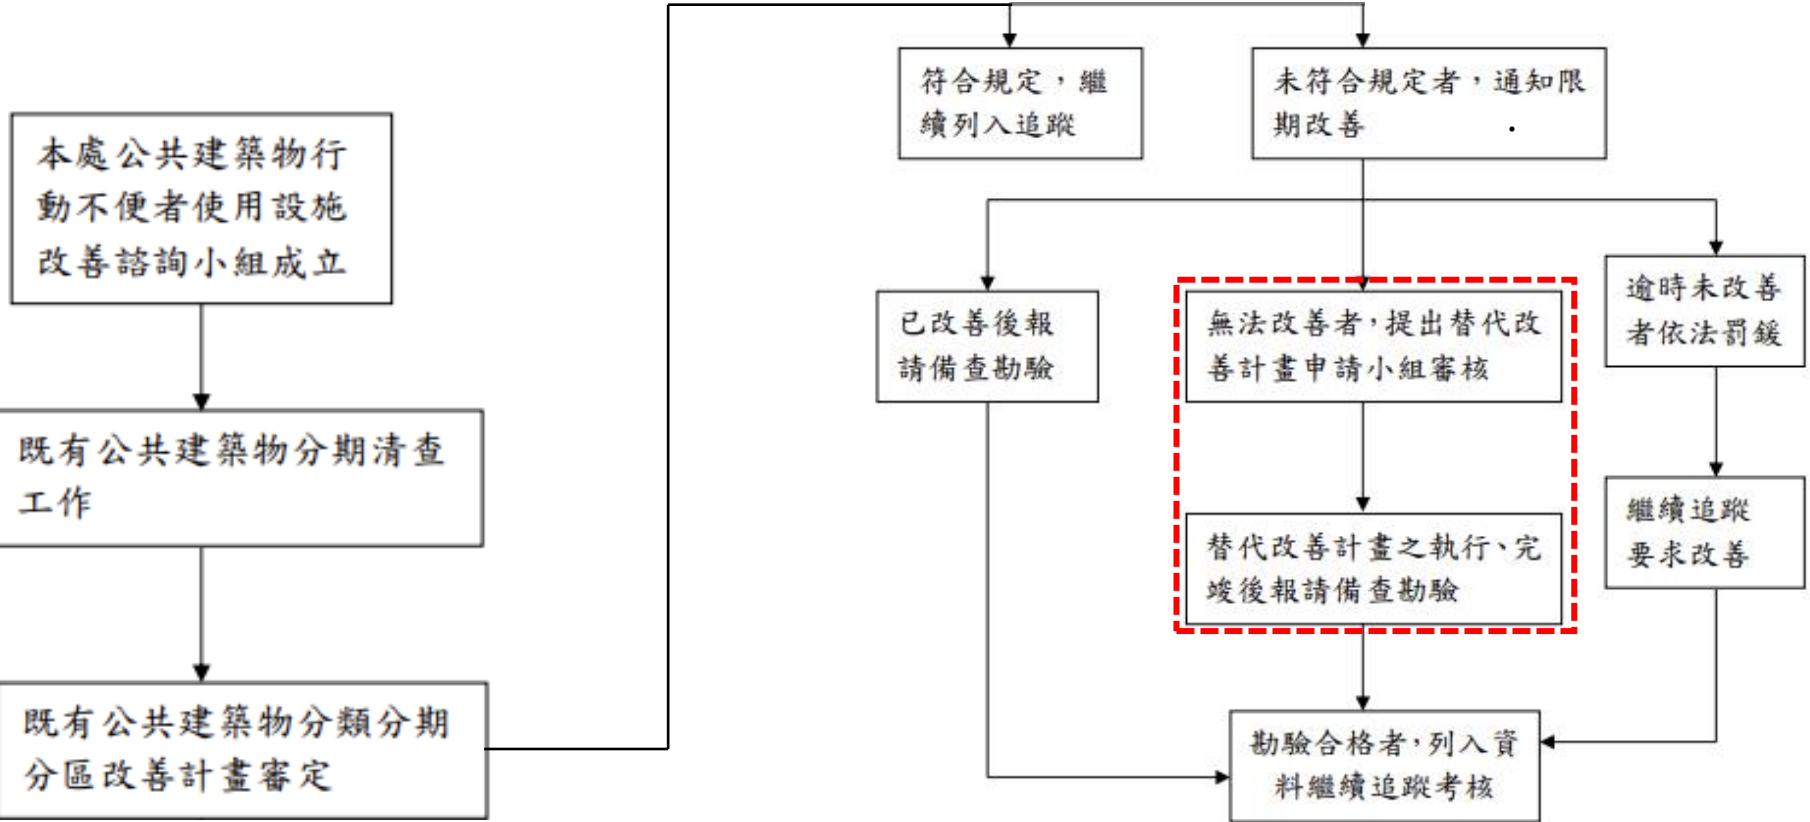 本處公共建築物行
動不便者使用設施
改善諮詢小組成立
既有公共建築物分期清查
工作
既有公共建築物分類分期
分區改善計畫審定
符合規定，繼
續列入追蹤
未符合規定者，通知限
期改善
已改善後報
請備查勘驗
無法改善者，提出替代改
善計畫申請小組審核
替代改善計畫之執行、完
竣後報請備查勘驗
逾時未改善
者依法罰鍰
繼續追蹤
要求改善
勘驗合格者，列入資
料繼續追蹤考核